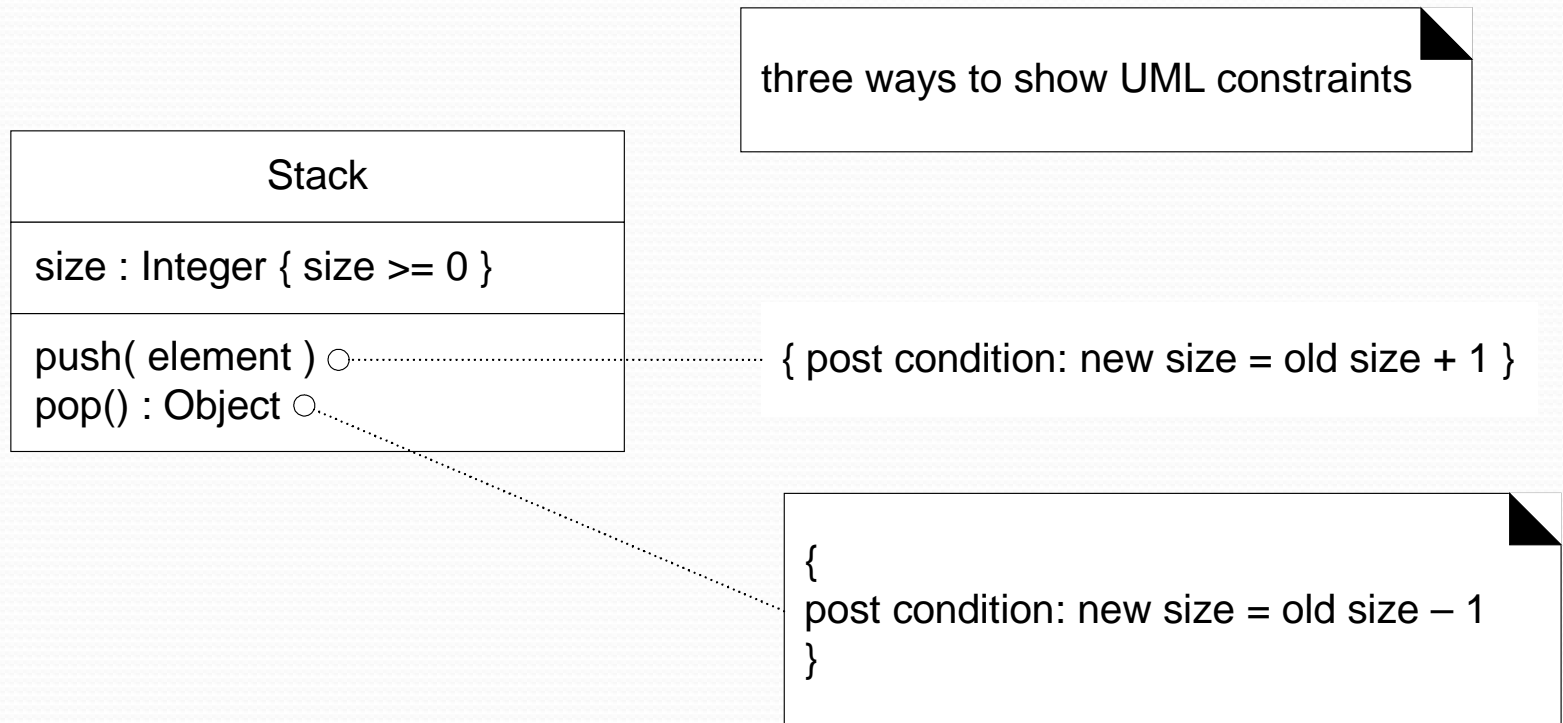 three ways to show UML constraints
Stack
size : Integer { size >= 0 }
push( element )
pop() : Object
{ post condition: new size = old size + 1 }
{
post condition: new size = old size – 1
}